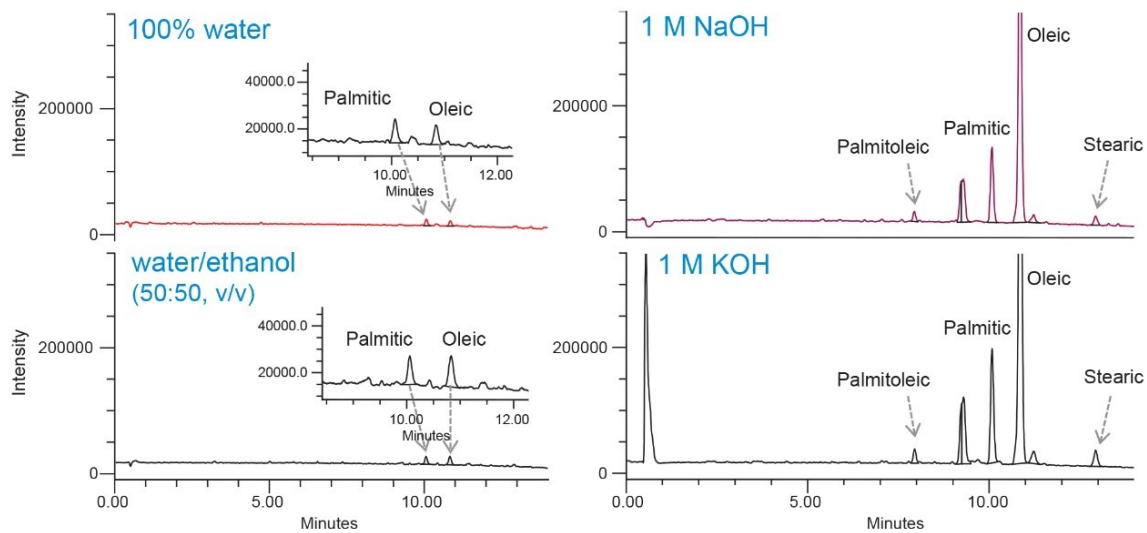 100% water
Intensity
200000
0
40000.0
20000.0
Palmitic
Oleic
10.00
12.00
Minutes
1 M NaOH
200000
0
Palmitoleic
Palmitic
Oleic
Stearic
water/ethanol
(50:50, v/v)
Intensity
200000
0
40000.0
20000.0
Palmitic
Oleic
10.00
12.00
Minutes
0.00
5.00
10.00
Minutes
1 M KOH
200000
0
Palmitoleic
Palmitic
Oleic
Stearic
0.00
5.00
10.00
Minutes